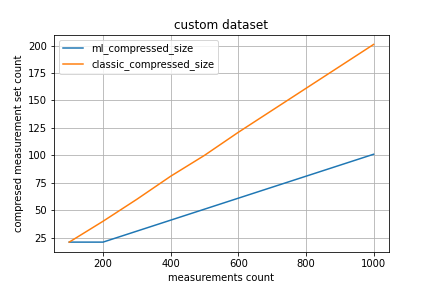 custom dataset
ml_compressed_size
classic_compressed_size
compresed measurement set count
200
175
150
125
100
75
50
25
200 400 600 800 1000
measurements count